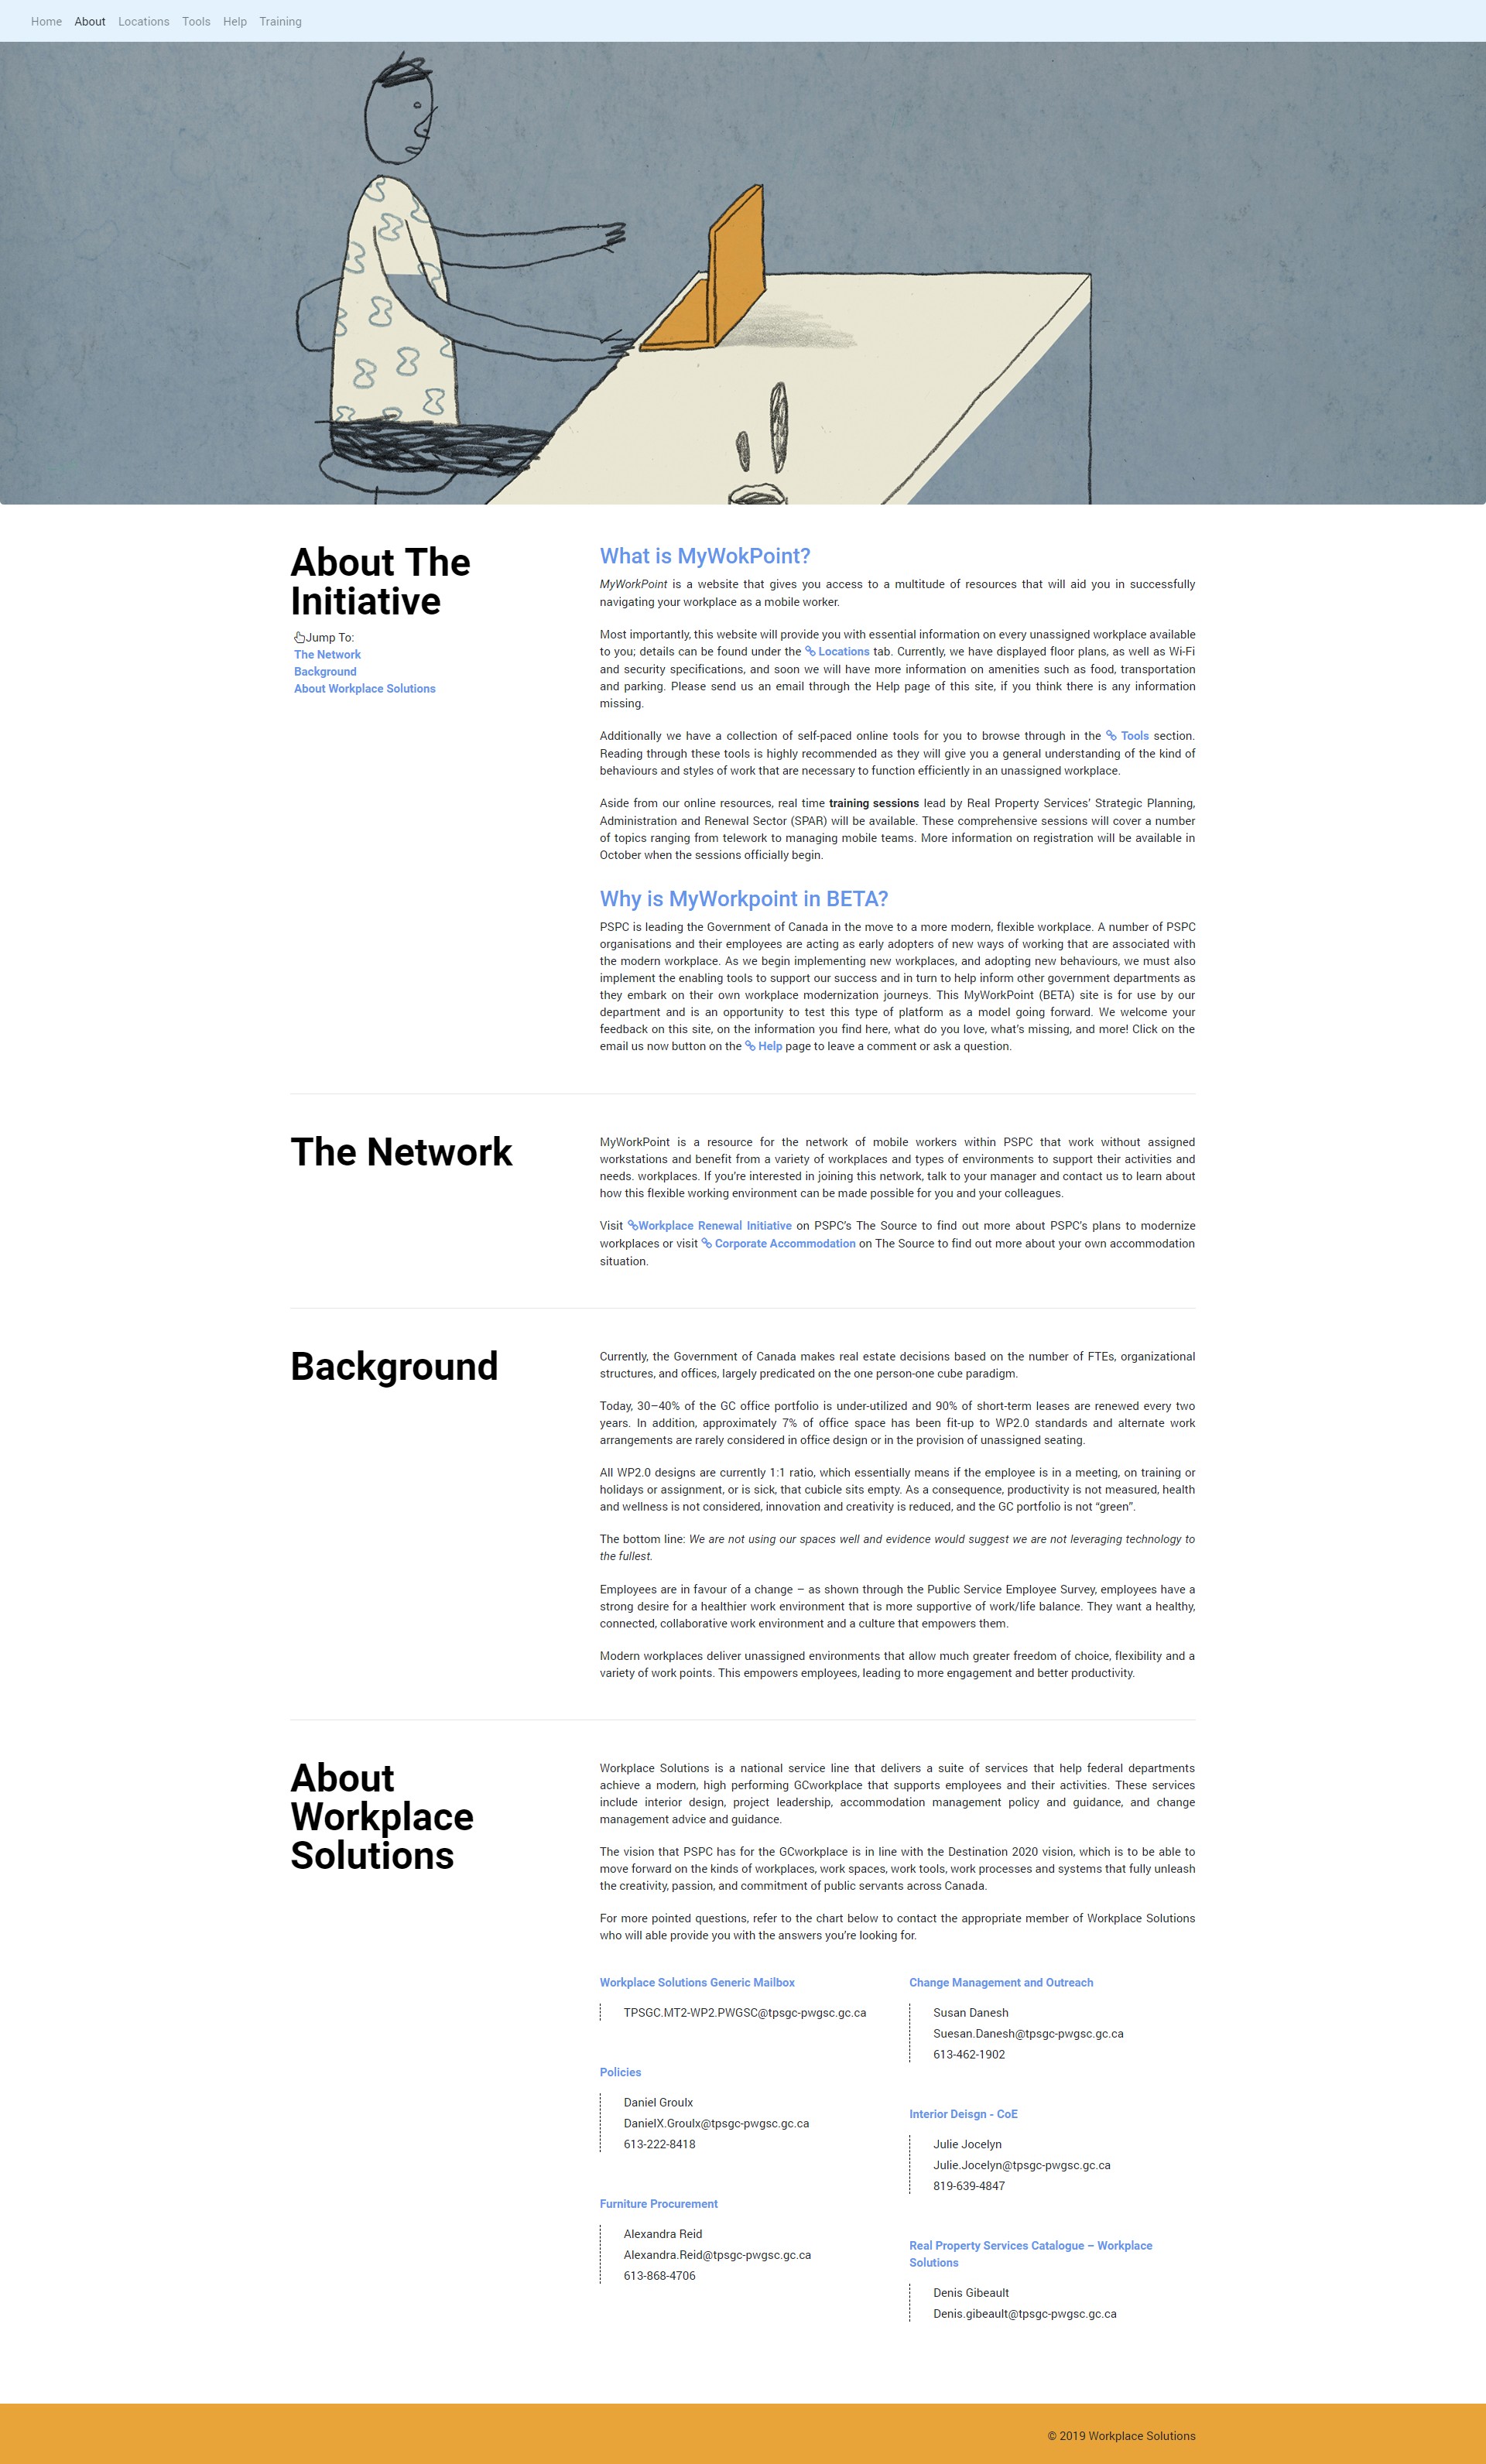 Home About Locations Tools Help Training
About The
Initiative
Jump To:
The Network
Background
About Workplace Solutions
What is MyWokPoint?
MyWorkPoint is a website that gives you access to a multitude of resources that will aid you in successfully
navigating your workplace as a mobile worker.
Most importantly, this website will provide you with essential information on every unassigned workplace available
to you; details can be found under the Locations tab. Currently, we have displayed floor plans, as well as Wi-Fi
and security specifications, and soon we will have more information on amenities such as food, transportation
and parking. Please send us an email through the Help page of this site, if you think there is any information
missing.
Additionally we have a collection of self-paced online tools for you to browse through in the Tools section.
Reading through these tools is highly recommended as they will give you a general understanding of the kind of
behaviours and styles of work that are necessary to function efficiently in an unassigned workplace.
Aside from our online resources, real time training sessions lead by Real Property Services’ Strategic Planning,
Administration and Renewal Sector (SPAR) will be available. These comprehensive sessions will cover a number
of topics ranging from telework to managing mobile teams. More information on registration will be available in
October when the sessions officially begin.
Why is MyWorkpoint in BETA?
PSPC is leading the Government of Canada in the move to a more modern, flexible workplace. A number of PSPC
organisations and their employees are acting as early adopters of new ways of working that are associated with
the modern workplace. As we begin implementing new workplaces, and adopting new behaviours, we must also
implement the enabling tools to support our success and in turn to help inform other government departments as
they embark on their own workplace modernization journeys. This MyWorkPoint (BETA) site is for use by our
department and is an opportunity to test this type of platform as a model going forward. We welcome your
feedback on this site, on the information you find here, what do you love, what’s missing, and more! Click on the
email us now button on the Help page to leave a comment or ask a question.
The Network
MyWorkPoint is a resource for the network of mobile workers within PSPC that work without assigned
workstations and benefit from a variety of workplaces and types of environments to support their activities and
needs. workplaces. If you’re interested in joining this network, talk to your manager and contact us to learn about
how this flexible working environment can be made possible for you and your colleagues.
Visit Workplace Renewal Initiative on PSPC’s The Source to find out more about PSPC’s plans to modernize
workplaces or visit Corporate Accommodation on The Source to find out more about your own accommodation
situation.
Background
Currently, the Government of Canada makes real estate decisions based on the number of FTEs, organizational
structures, and offices, largely predicated on the one person-one cube paradigm.
Today, 30–40% of the GC office portfolio is under-utilized and 90% of short-term leases are renewed every two
years. In addition, approximately 7% of office space has been fit-up to WP2.0 standards and alternate work
arrangements are rarely considered in office design or in the provision of unassigned seating.
All WP2.0 designs are currently 1:1 ratio, which essentially means if the employee is in a meeting, on training or
holidays or assignment, or is sick, that cubicle sits empty. As a consequence, productivity is not measured, health
and wellness is not considered, innovation and creativity is reduced, and the GC portfolio is not “green”.
The bottom line: We are not using our spaces well and evidence would suggest we are not leveraging technology to
the fullest.
Employees are in favour of a change – as shown through the Public Service Employee Survey, employees have a
strong desire for a healthier work environment that is more supportive of work/life balance. They want a healthy,
connected, collaborative work environment and a culture that empowers them.
Modern workplaces deliver unassigned environments that allow much greater freedom of choice, flexibility and a
variety of work points. This empowers employees, leading to more engagement and better productivity.
About
Workplace
Solutions
Workplace Solutions is a national service line that delivers a suite of services that help federal departments
achieve a modern, high performing GCworkplace that supports employees and their activities. These services
include interior design, project leadership, accommodation management policy and guidance, and change
management advice and guidance.
The vision that PSPC has for the GCworkplace is in line with the Destination 2020 vision, which is to be able to
move forward on the kinds of workplaces, work spaces, work tools, work processes and systems that fully unleash
the creativity, passion, and commitment of public servants across Canada.
For more pointed questions, refer to the chart below to contact the appropriate member of Workplace Solutions
who will able provide you with the answers you’re looking for.
Workplace Solutions Generic Mailbox
TPSGC.MT2-WP2.PWGSC@tpsgc-pwgsc.gc.ca
Policies
Daniel Groulx
DanielX.Groulx@tpsgc-pwgsc.gc.ca
613-222-8418
Furniture Procurement
Alexandra Reid
Alexandra.Reid@tpsgc-pwgsc.gc.ca
613-868-4706
Change Management and Outreach
Susan Danesh
Suesan.Danesh@tpsgc-pwgsc.gc.ca
613-462-1902
Interior Deisgn - CoE
Julie Jocelyn
Julie.Jocelyn@tpsgc-pwgsc.gc.ca
819-639-4847
Real Property Services Catalogue – Workplace
Solutions
Denis Gibeault
Denis.gibeault@tpsgc-pwgsc.gc.ca
© 2019 Workplace Solutions